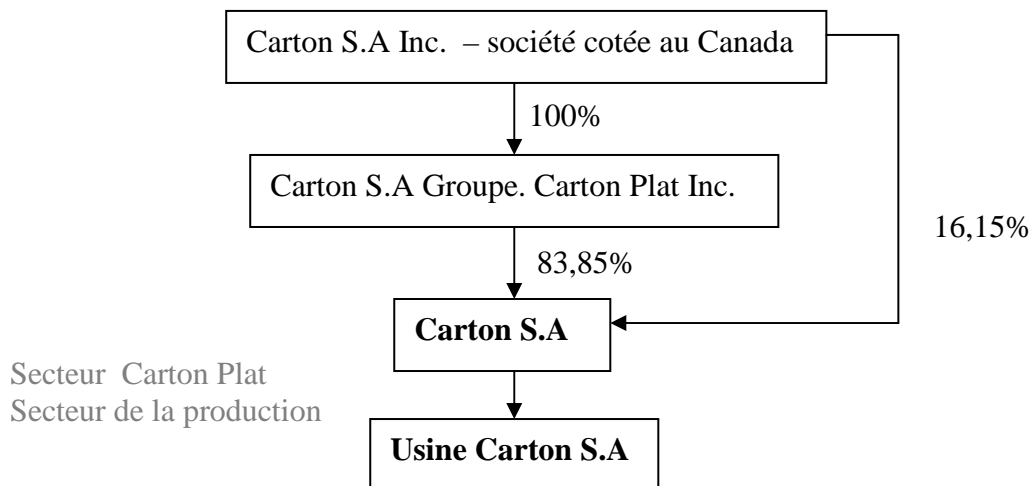 Carton S.A Inc. – société cotée au Canada
100%
Carton S.A Groupe. Carton Plat Inc.
16,15%
83,85%
Carton S.A
Secteur Carton Plat
Secteur de la production
Usine Carton S.A